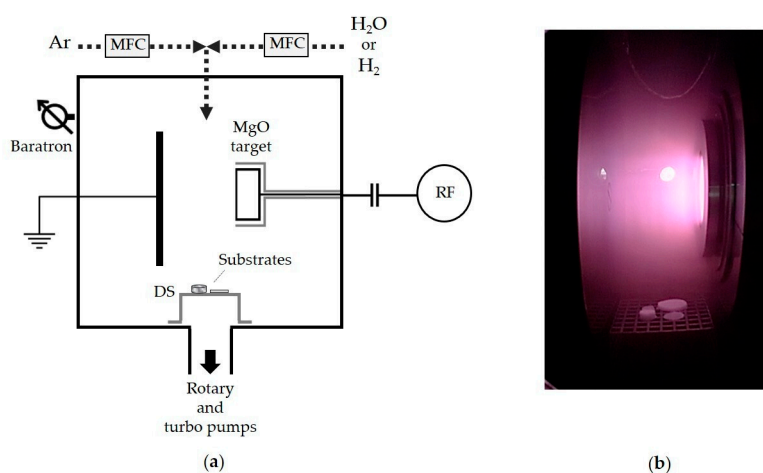 Ar
MFC
MFC
H₂O
or
H₂
Baratron
MgO
target
RF
Substrates
DS
Rotary
and
turbo pumps
(a)
(b)